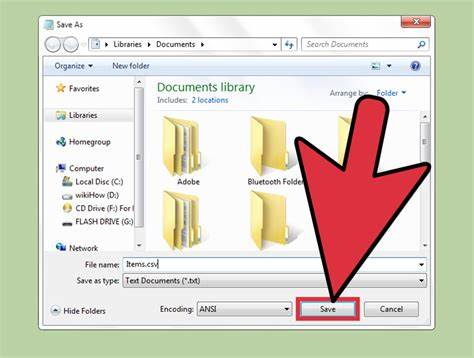 Save As
Libraries Documents
Search Documents
Organize New folder
Favorites
Libraries
Homegroup
Computer
Local Disc (C:)
wikiHow (D:)
CD Drive (F:) For I
FLASH DRIVE (G:)
Network
Documents library
Includes: 2 locations
Arrange by: Folder
Adobe
Bluetooth Folder
File name: Items.csv
Save as type: Text Documents (*.txt)
Hide Folders
Encoding: ANSI
Save
Cancel